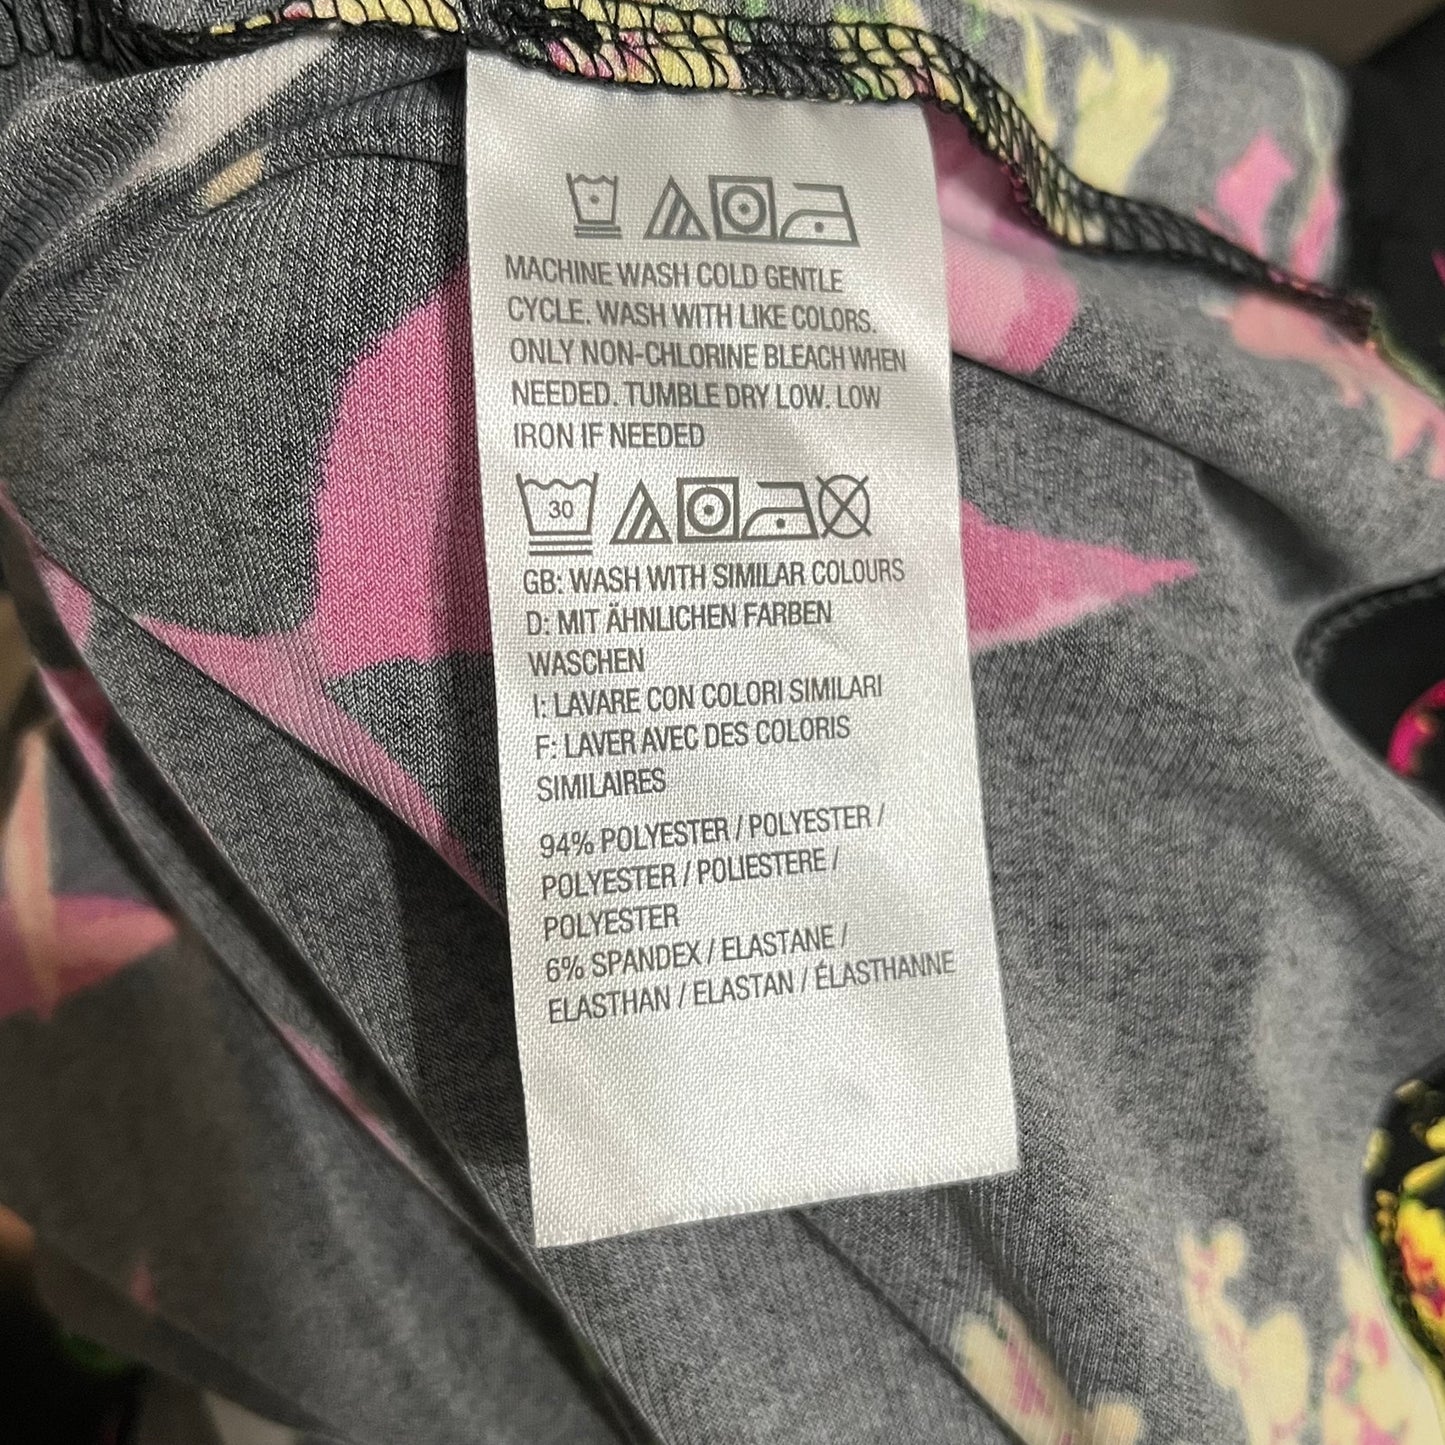 MACHINE WASH COLD GENTLE
CYCLE. WASH WITH LIKE COLORS.
ONLY NON-CHLORINE BLEACH WHEN
NEEDED. TUMBLE DRY LOW. LOW
IRON IF NEEDED
30
GB: WASH WITH SIMILAR COLOURS
D: MIT ÄHNLICHEN FARBEN
WASCHEN
I: LAVARE CON COLORI SIMILARI
F: LAVER AVEC DES COLORIS
SIMILAIRES
94% POLYESTER / POLYESTER /
POLYESTER / POLIESTERE /
POLYESTER
6% SPANDEX / ELASTANE /
ELASTHAN / ELASTAN / ÉLASTHANNE